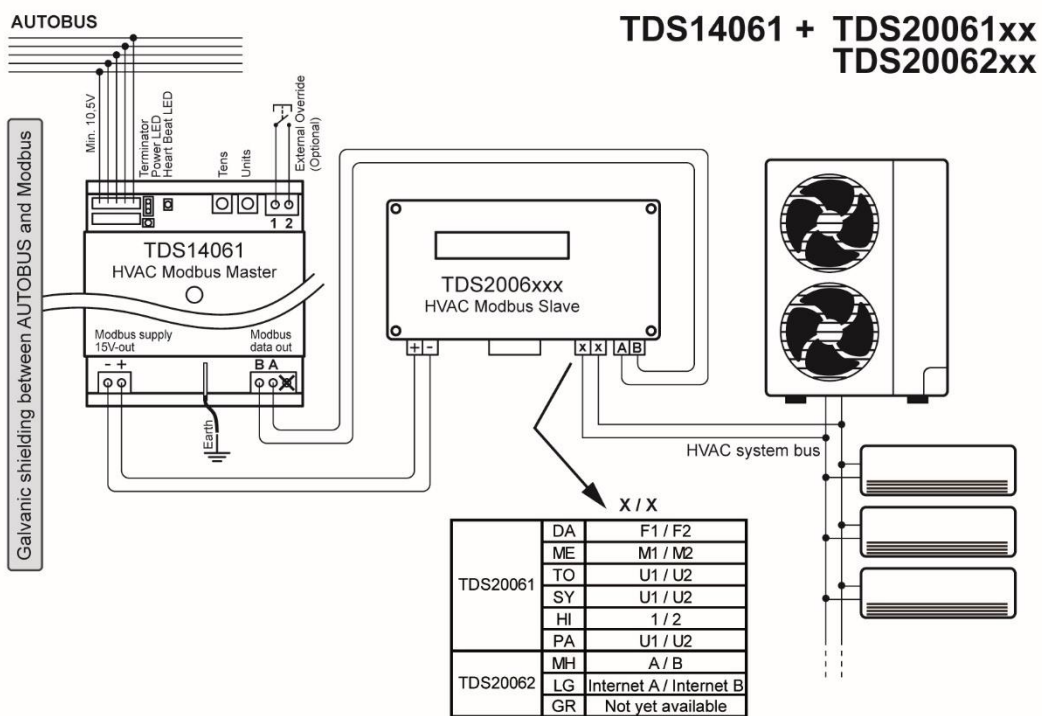 AUTOBUS
TDS14061 + TDS20061xx
TDS20062xx
Galvanic shielding between AUTOBUS and Modbus
Min. 10,5V
Terminator
Power LED
Heart Beat LED
Tens
Units
External Override
(Optional)
1 2
TDS14061
HVAC Modbus Master
Modbus supply
15V-out
Modbus
data out
- +
B A
Earth
TDS2006xxx
HVAC Modbus Slave
+ -
x x
A B
HVAC system bus
X / X
TDS20061
DA F1 / F2
ME M1 / M2
TO U1 / U2
SY U1 / U2
HI 1 / 2
PA U1 / U2
TDS20062
MH A / B
LG Internet A / Internet B
GR Not yet available